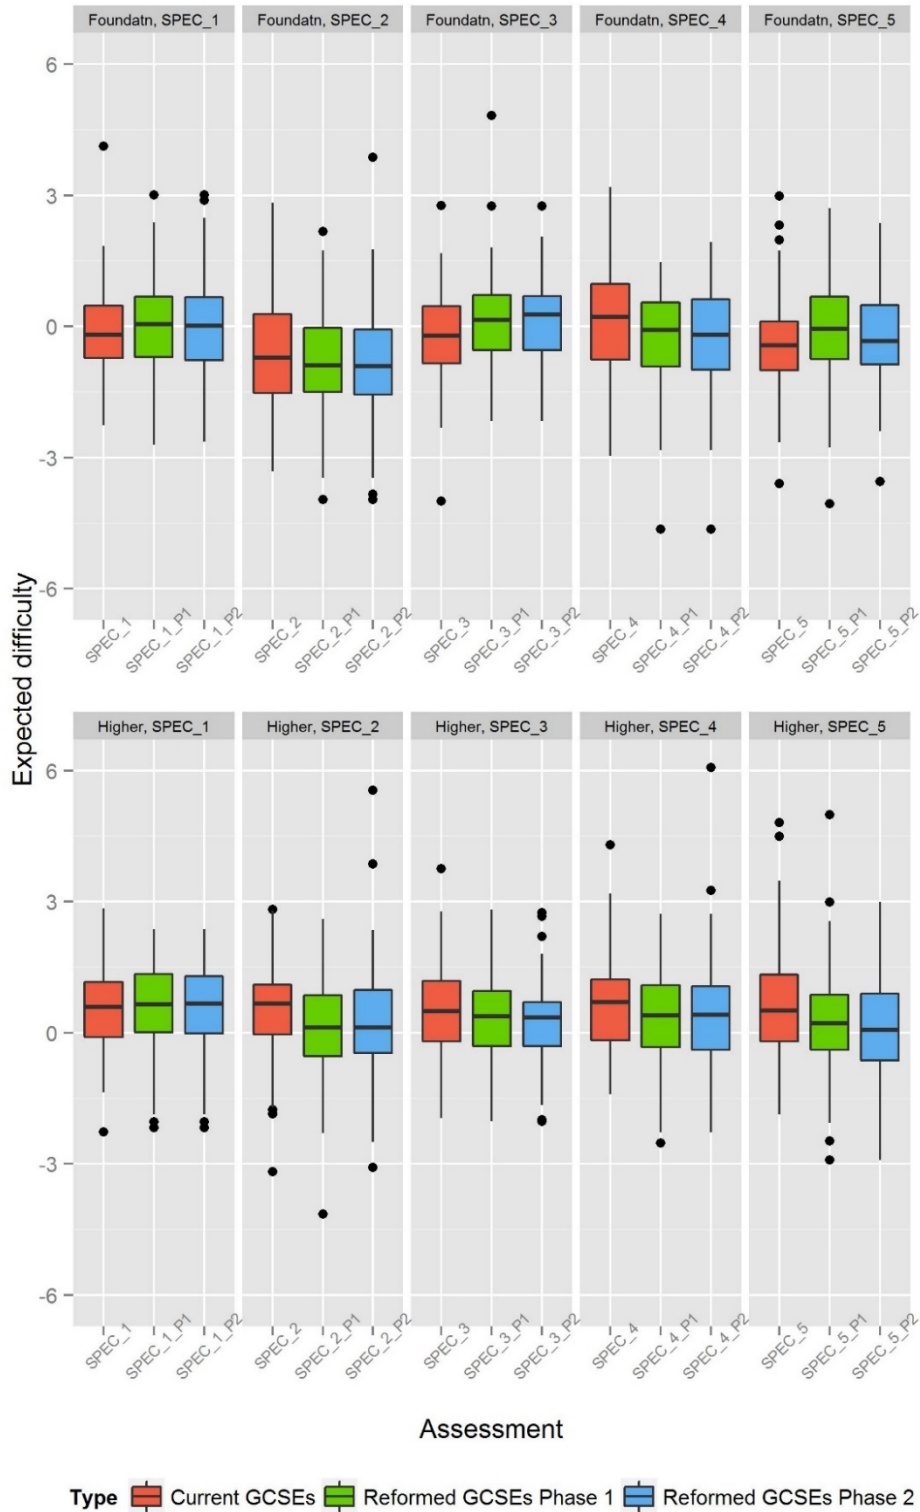 Foundatn, SPEC_1 Foundatn, SPEC_2 Foundatn, SPEC_3 Foundatn, SPEC_4 Foundatn, SPEC_5
6
3
0
-3
-6
SPEC_1 SPEC_1_P1 SPEC_1_P2 SPEC_2 SPEC_2_P1 SPEC_2_P2 SPEC_3 SPEC_3_P1 SPEC_3_P2 SPEC_4 SPEC_4_P1 SPEC_4_P2 SPEC_5 SPEC_5_P1 SPEC_5_P2
Expected difficulty
Higher, SPEC_1 Higher, SPEC_2 Higher, SPEC_3 Higher, SPEC_4 Higher, SPEC_5
6
3
0
-3
-6
SPEC_1 SPEC_1_P1 SPEC_1_P2 SPEC_2 SPEC_2_P1 SPEC_2_P2 SPEC_3 SPEC_3_P1 SPEC_3_P2 SPEC_4 SPEC_4_P1 SPEC_4_P2 SPEC_5 SPEC_5_P1 SPEC_5_P2
Assessment
Type Current GCSEs Reformed GCSEs Phase 1 Reformed GCSEs Phase 2